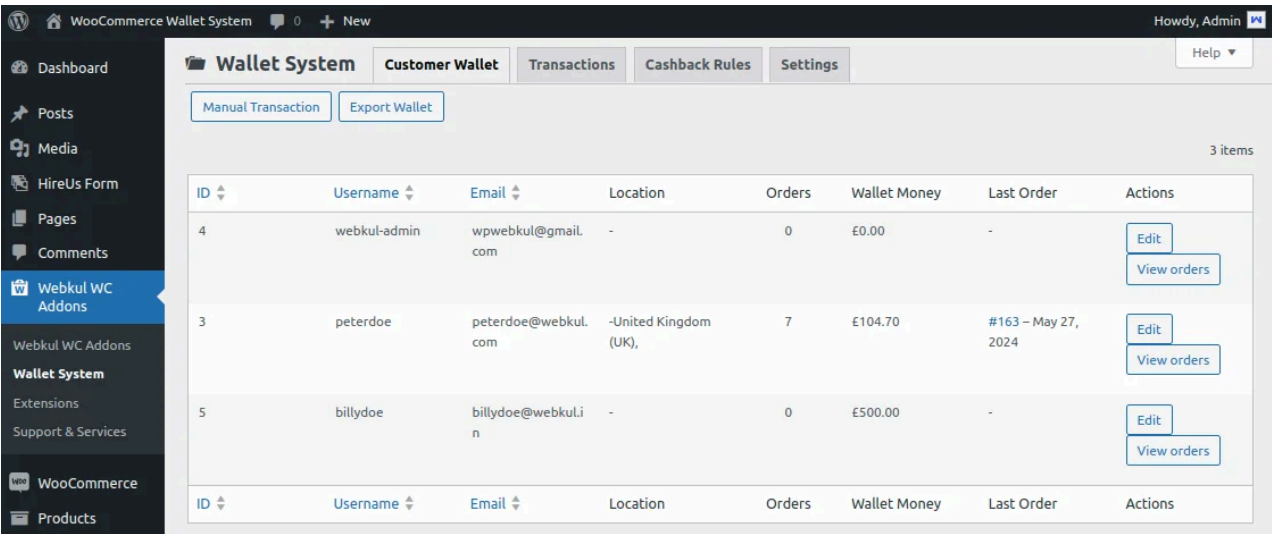 WooCommerce Wallet System 0 + New Howdy, Admin
Dashboard
Posts
Media
HireUs Form
Pages
Comments
Webkul WC
Addons
Webkul WC Addons
Wallet System
Extensions
Support & Services
WooCommerce
Products
Wallet System Customer Wallet Transactions Cashback Rules Settings Help
Manual Transaction Export Wallet
3 items
ID Username Email Location Orders Wallet Money Last Order Actions
4 webkul-admin wpwebkul@gmail. - 0 £0.00 - Edit
com View orders
3 peterdoe peterdoe@webkul. -United Kingdom 7 £104.70 #163 – May 27, Edit
com (UK), 2024 View orders
5 billydoe billydoe@webkul.i - 0 £500.00 - Edit
n View orders
ID Username Email Location Orders Wallet Money Last Order Actions